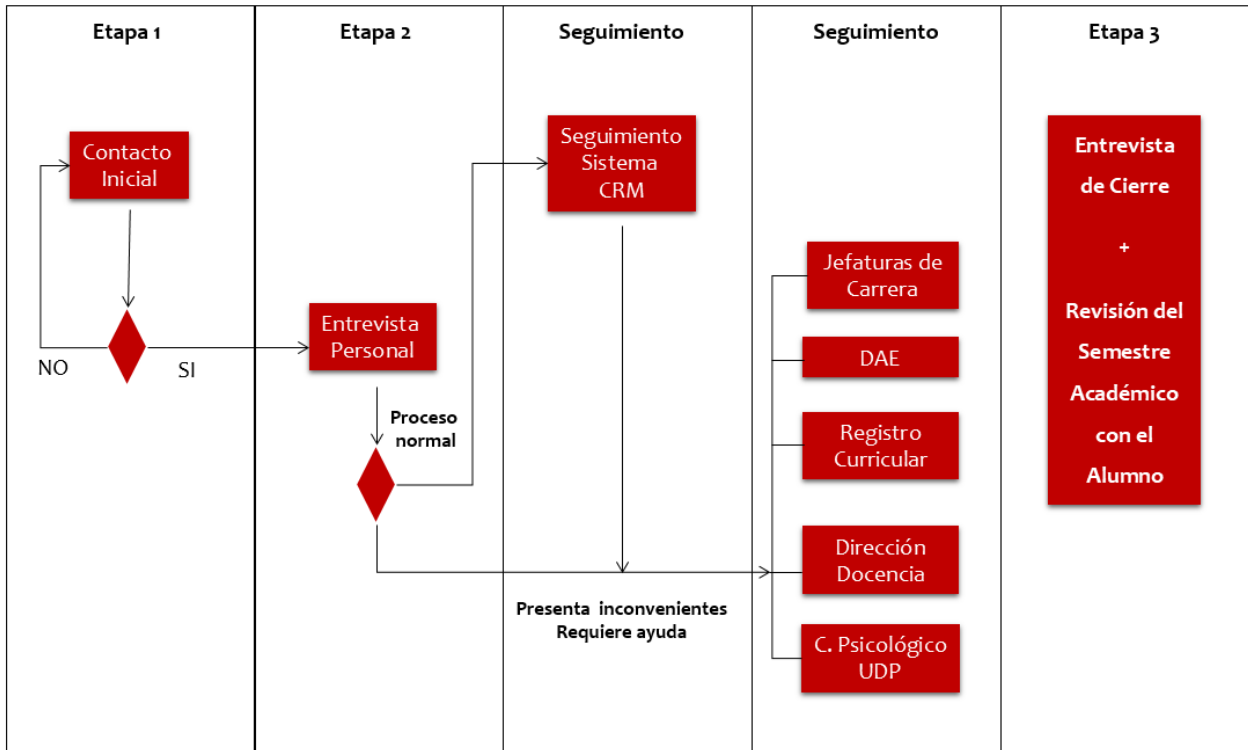 Etapa 1
Etapa 2
Seguimiento
Seguimiento
Etapa 3
Contacto
Inicial
NO
SI
Entrevista
Personal
Proceso
normal
Seguimiento
Sistema
CRM
Presenta inconvenientes
Requiere ayuda
Jefaturas de
Carrera
DAE
Registro
Curricular
Dirección
Docencia
C. Psicológico
UDP
Entrevista
de Cierre
+
Revisión del
Semestre
Académico
con el
Alumno